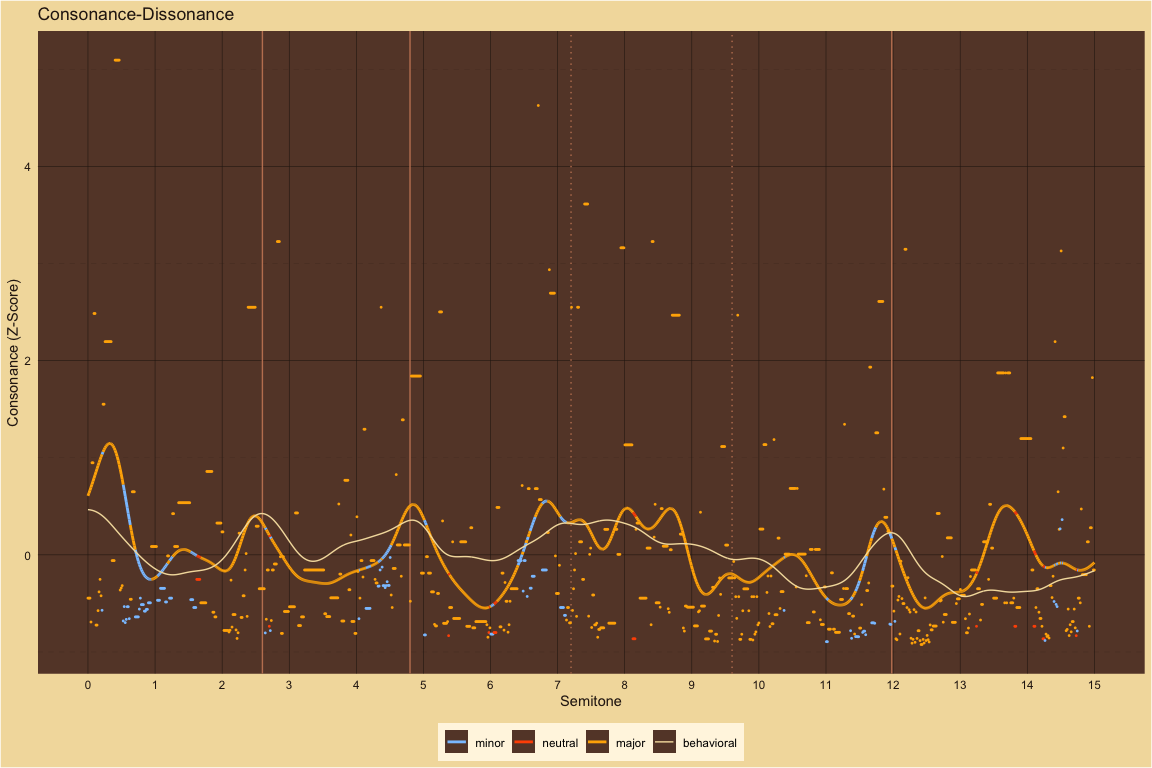 Consonance-Dissonance
Consonance (Z-Score)
4
2
0
0 1 2 3 4 5 6 7 8 9 10 11 12 13 14 15
Semitone
minor neutral major behavioral